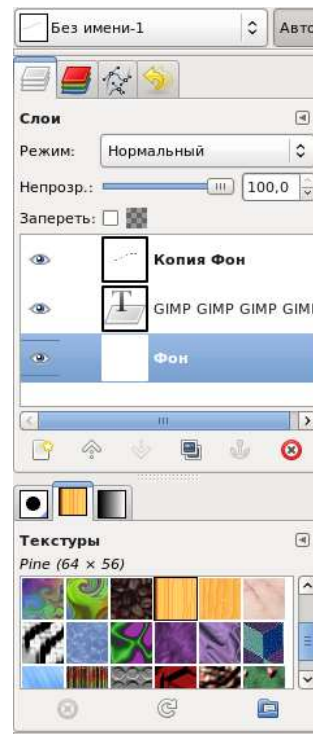 Без имени-1
Авто
Слои
Режим: Нормальный
Непрозр.: 100,0
Запереть:
Копия Фон
T
GIMP GIMP GIMP GIM
Фон
Текстуры
Pine (64 × 56)